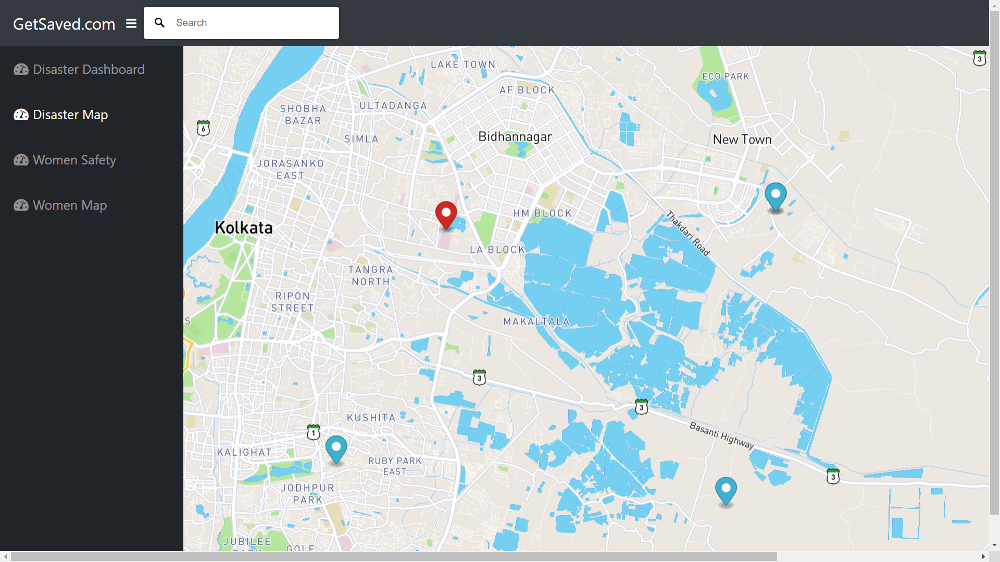 GetSaved.com
Search
Disaster Dashboard
Disaster Map
Women Safety
Women Map
LAKE TOWN
3
ECO PARK
AF BLOCK
ULTADANGA
SHOBHA
BAZAR
6
SIMLA
Bidhannagar
New Town
JORASANKO
EAST
HM BLOCK
Thakdari Road
Kolkata
LA BLOCK
TANGRA
NORTH
RIPON
STREET
S
MAKALTALA
3
3
KUSHITA
1
Basanti Highway
KALIGHAT
RUBY PARK
EAST
3
JODHPUR
PARK
JUBILEE
PARK
GOLF